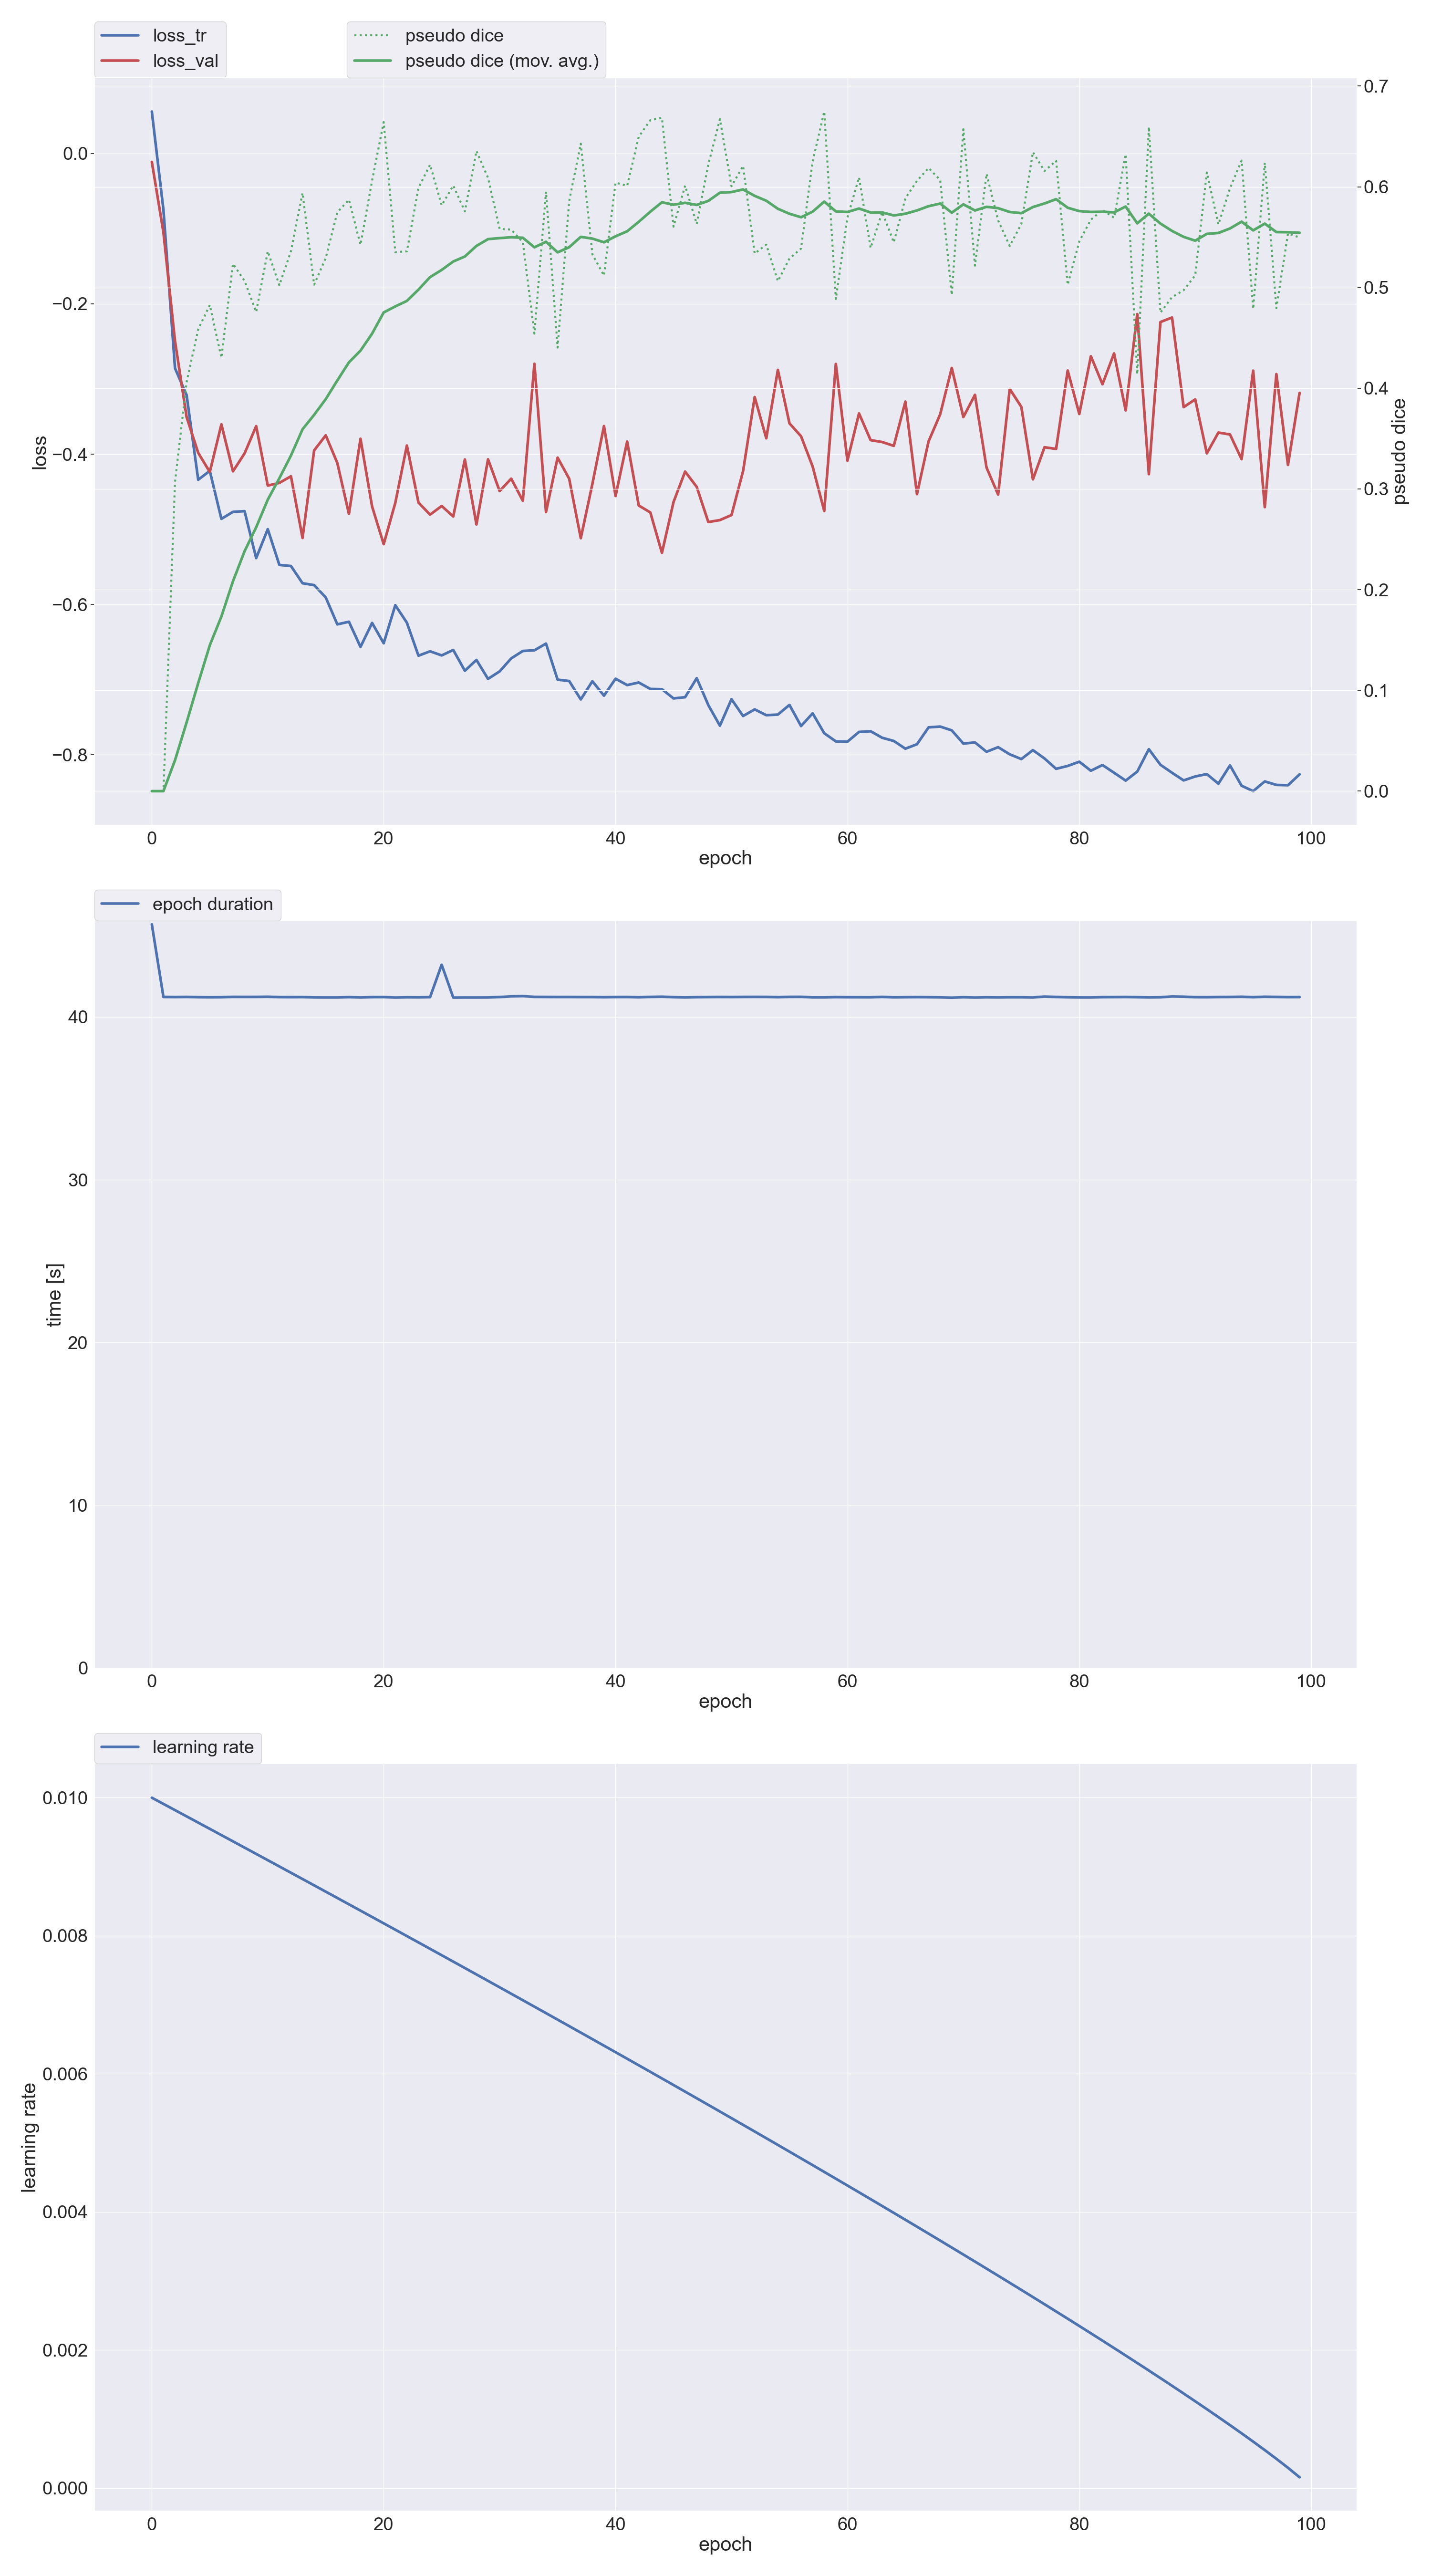 loss_tr
loss_val
pseudo dice
pseudo dice (mov. avg.)
0.0
−0.2
−0.4
−0.6
−0.8
loss
0.7
0.6
0.5
0.4
0.3
0.2
0.1
0.0
pseudo dice
0 20 40 60 80 100
epoch
epoch duration
40
30
20
10
0
time [s]
0 20 40 60 80 100
epoch
learning rate
0.010
0.008
0.006
0.004
0.002
0.000
learning rate
0 20 40 60 80 100
epoch